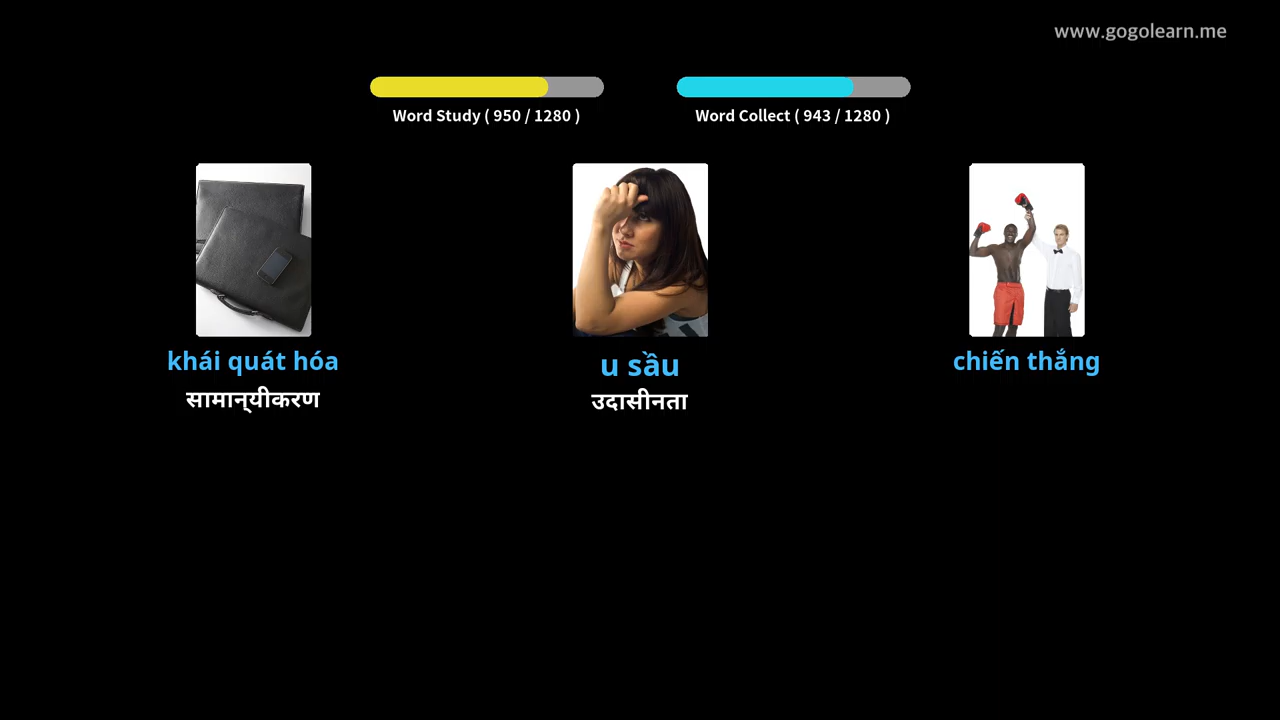 www.gogolearn.me
Word Study ( 950 / 1280 )
Word Collect ( 943 / 1280 )
khái quát hóa
u sầu
chiến thắng
सामान्यीकरण
उदासीनता